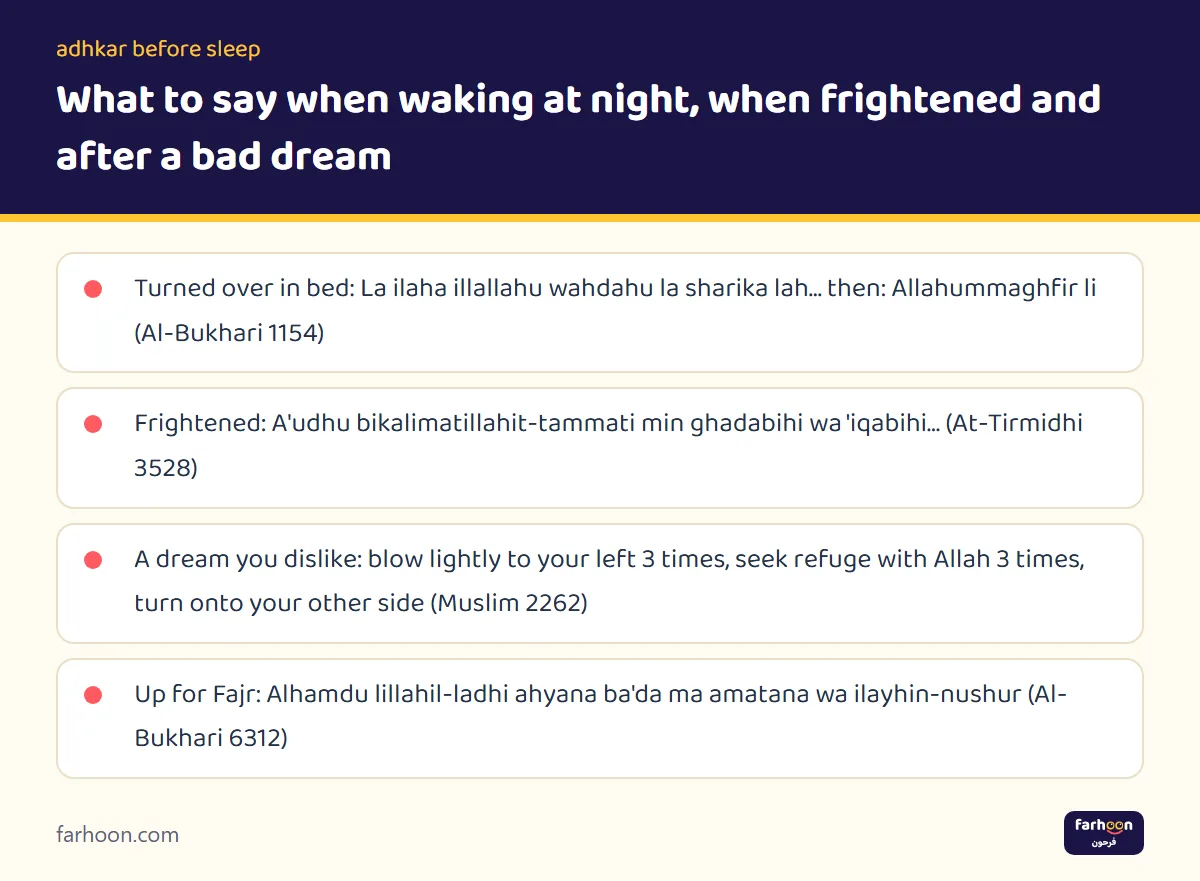 adhkar before sleep
What to say when waking at night, when frightened and
after a bad dream
Turned over in bed: La ilaha illallahu wahdahu la sharika lah... then: Allahummaghfir li
(Al-Bukhari 1154)
Frightened: A'udhu bikalimatillahit-tammati min ghadabihi wa 'iqabihi... (At-Tirmidhi
3528)
A dream you dislike: blow lightly to your left 3 times, seek refuge with Allah 3 times,
turn onto your other side (Muslim 2262)
Up for Fajr: Alhamdu lillahil-ladhi ahyana ba'da ma amatana wa ilayhin-nushur (Al-
Bukhari 6312)
farhoon.com
farhoon
فرحون